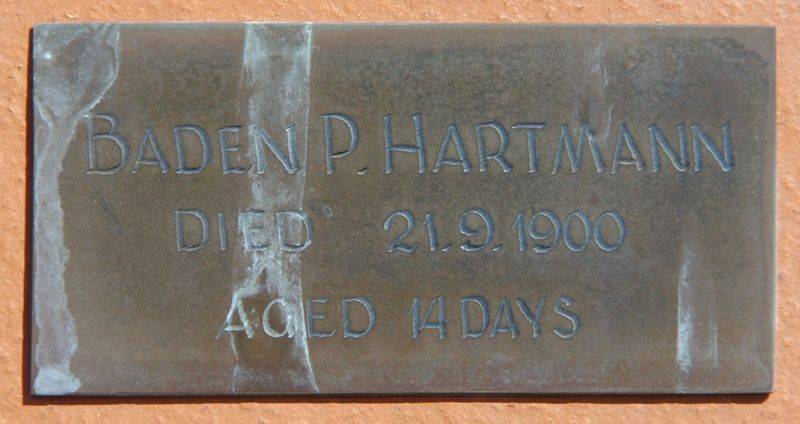 BADEN P. HARTMANN
DIED 21.9.1900
AGED 14 DAYS